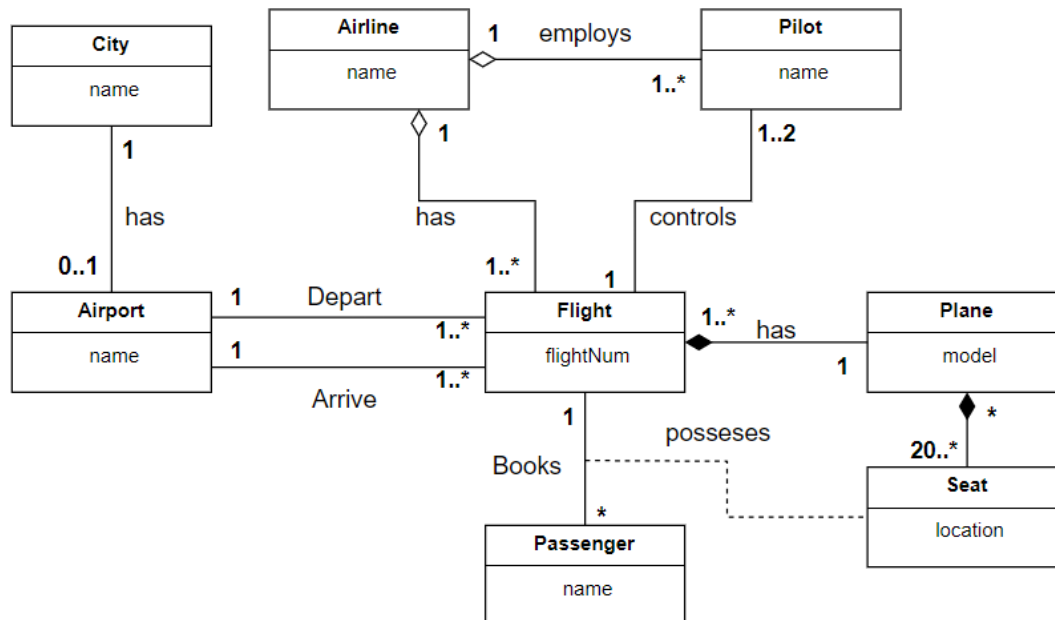 Airline
1
employs
Pilot
City
name
name
name
1..*
1
1
1..2
has
has
controls
0..1
1..*
1
Airport
1
Depart
Flight
1..*
Plane
name
1..*
flightNum
has
model
1
1
1..*
Arrive
1
*
posseses
20..*
Books
Seat
*
location
Passenger
name